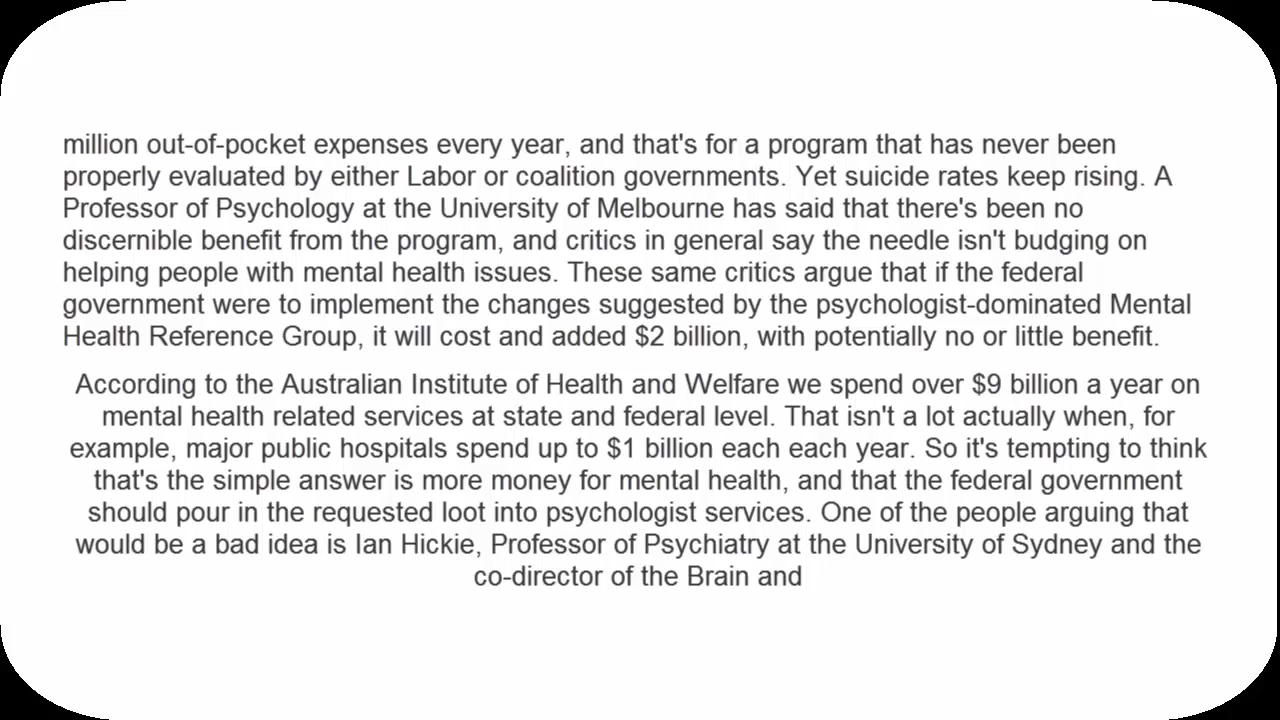 million out-of-pocket expenses every year, and that's for a program that has never been
properly evaluated by either Labor or coalition governments. Yet suicide rates keep rising. A
Professor of Psychology at the University of Melbourne has said that there's been no
discernible benefit from the program, and critics in general say the needle isn't budging on
helping people with mental health issues. These same critics argue that if the federal
government were to implement the changes suggested by the psychologist-dominated Mental
Health Reference Group, it will cost and added $2 billion, with potentially no or little benefit.
According to the Australian Institute of Health and Welfare we spend over $9 billion a year on
mental health related services at state and federal level. That isn't a lot actually when, for
example, major public hospitals spend up to $1 billion each each year. So it's tempting to think
that's the simple answer is more money for mental health, and that the federal government
should pour in the requested loot into psychologist services. One of the people arguing that
would be a bad idea is Ian Hickie, Professor of Psychiatry at the University of Sydney and the
co-director of the Brain and